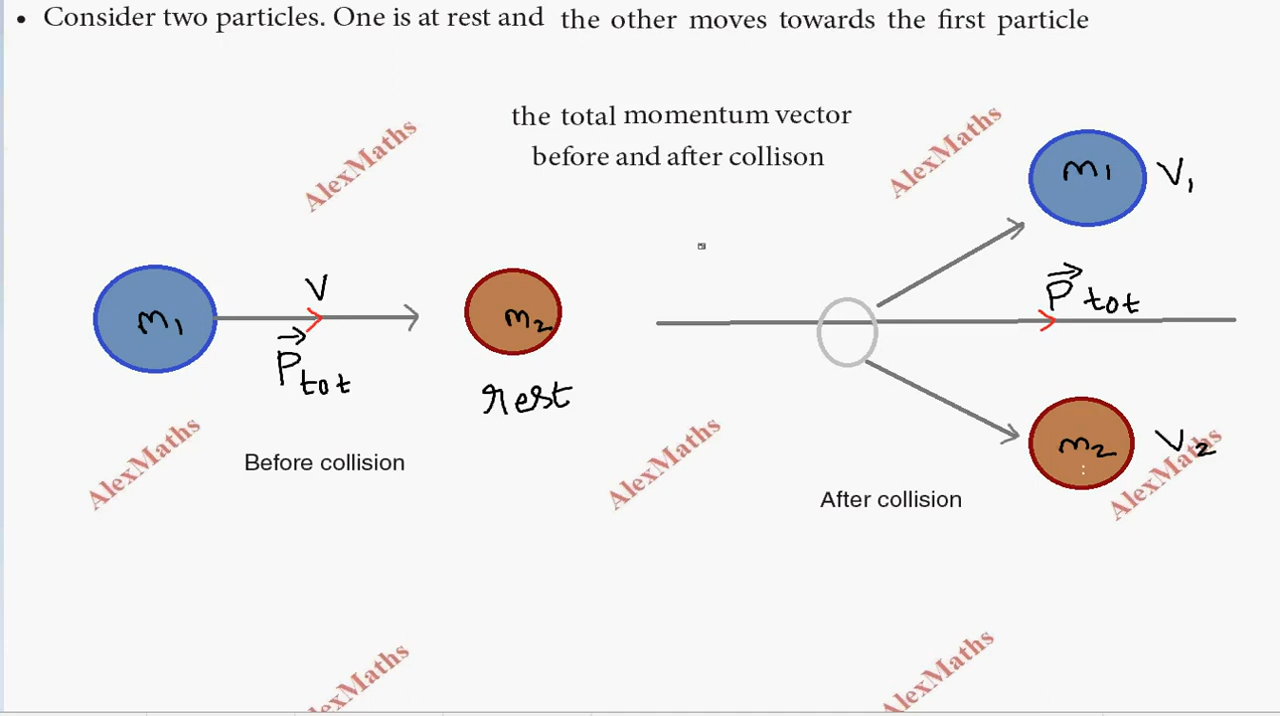 • Consider two particles. One is at rest and the other moves towards the first particle
the total momentum vector
before and after collison
AlexMaths
AlexMaths
m1
V1
V
m1
m2
P tot
P tot
rest
AlexMaths
AlexMaths
m2
V2
AlexMaths
Before collision
After collision
AlexMaths
AlexMaths